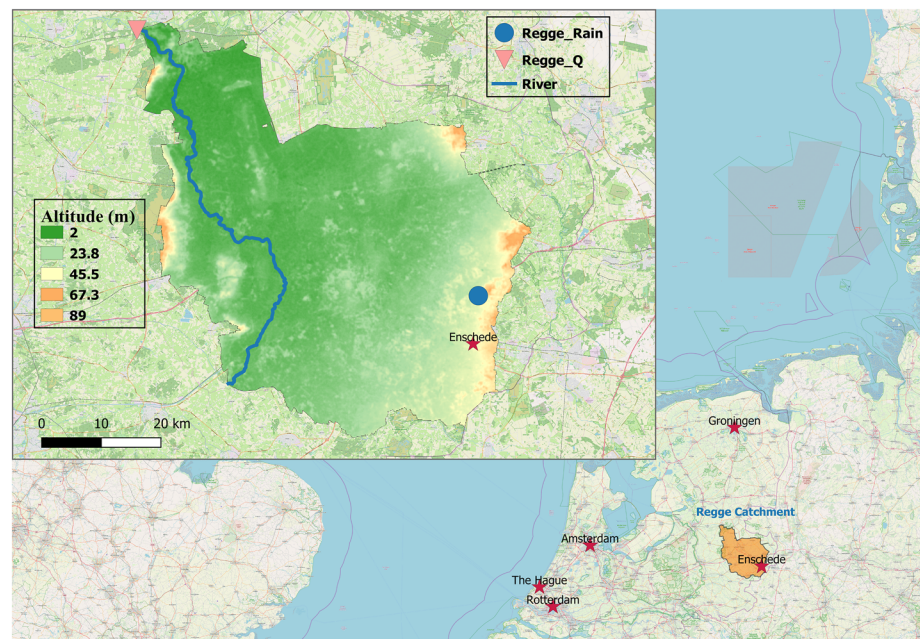 Regge_Rain
Regge_Q
River
Altitude (m)
2
23.8
45.5
67.3
89
Enschede
0 10 20 km
Groningen
Regge Catchment
Amsterdam
Enschede
The Hague
Rotterdam